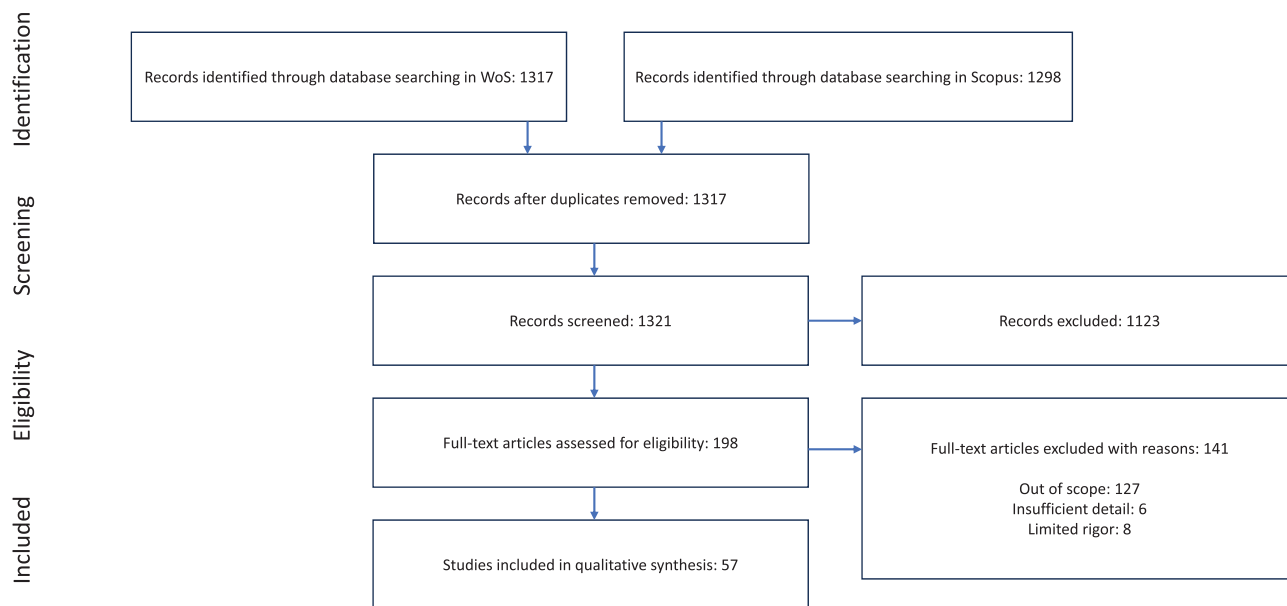 Identification
Records identified through database searching in WoS: 1317
Records identified through database searching in Scopus: 1298
Records after duplicates removed: 1317
Screening
Records screened: 1321
Records excluded: 1123
Eligibility
Full-text articles assessed for eligibility: 198
Full-text articles excluded with reasons: 141
Out of scope: 127
Insufficient detail: 6
Limited rigor: 8
Included
Studies included in qualitative synthesis: 57